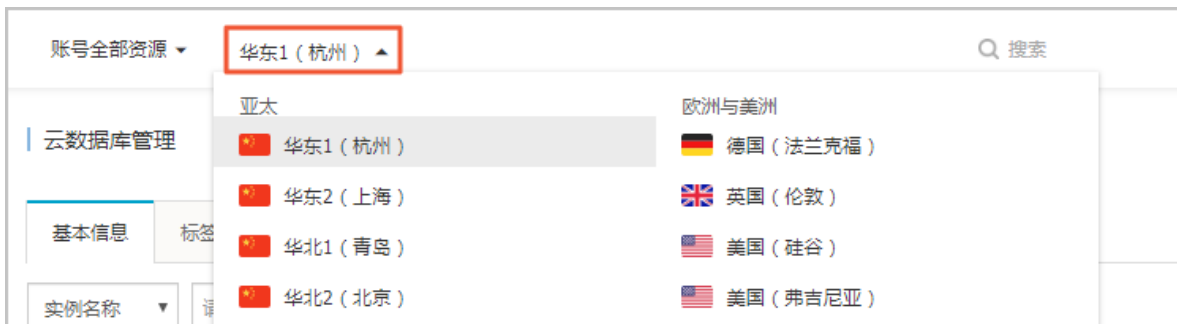 账号全部资源 华东1（杭州） 搜索
亚太 欧洲与美洲
云数据库管理 华东1（杭州） 德国（法兰克福）
华东2（上海） 英国（伦敦）
基本信息 标签 华北1（青岛） 美国（硅谷）
实例名称 华北2（北京） 美国（弗吉尼亚）